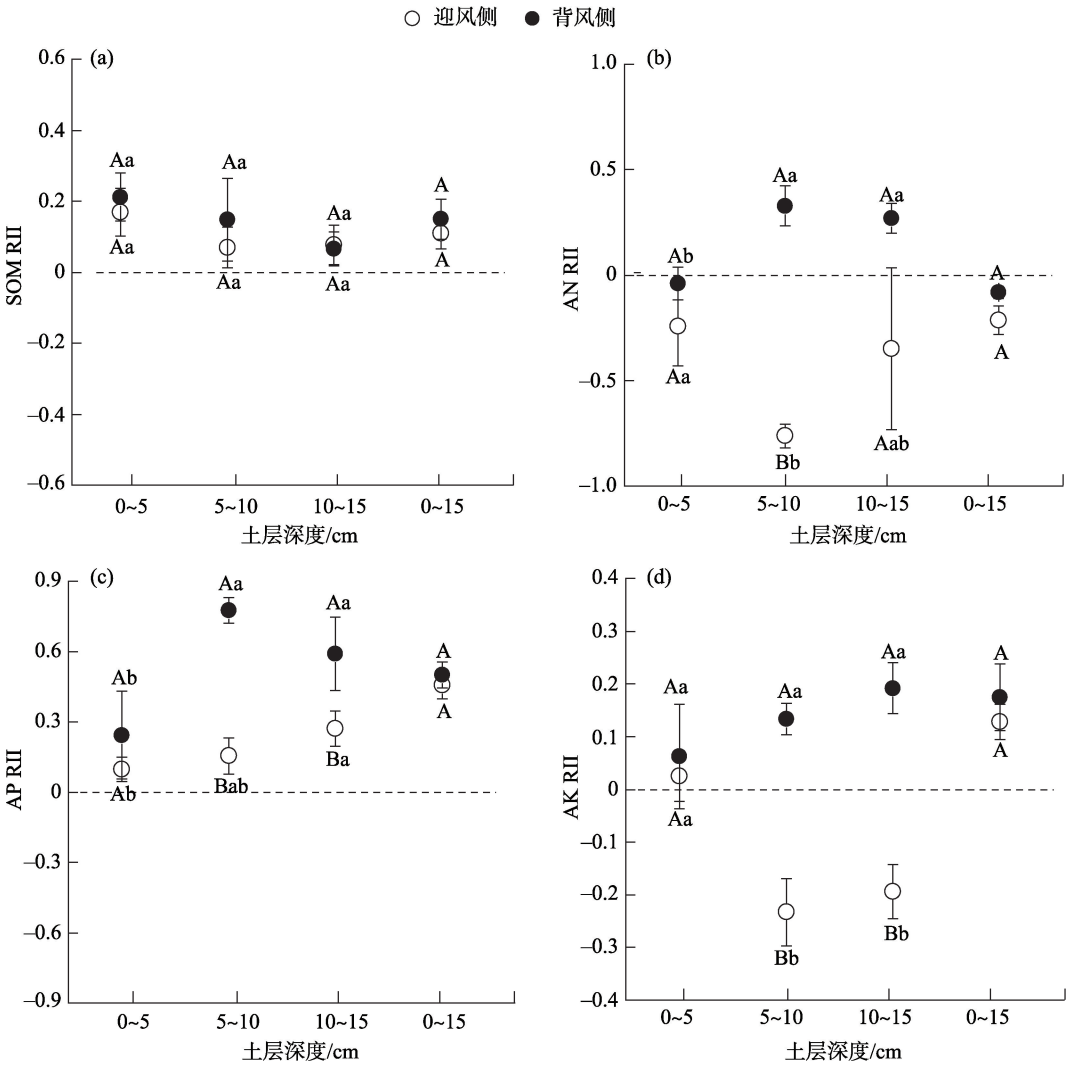 迎风侧 背风侧
(a)
0.6
0.4
0.2
0
–0.2
–0.4
–0.6
SOM RII
Aa Aa Aa A
Aa Aa Aa A
0~5 5~10 10~15 0~15
土层深度/cm
(b)
1.0
0.5
0
–0.5
–1.0
AN RII
Ab Aa Aa A
Aa Bb Aab A
0~5 5~10 10~15 0~15
土层深度/cm
(c)
0.9
0.6
0.3
0
–0.3
–0.6
–0.9
AP RII
Ab Aa Aa A
Ab Bab Ba A
0~5 5~10 10~15 0~15
土层深度/cm
(d)
0.4
0.3
0.2
0.1
0
–0.1
–0.2
–0.3
–0.4
AK RII
Aa Aa Aa A
Aa Bb Bb A
0~5 5~10 10~15 0~15
土层深度/cm